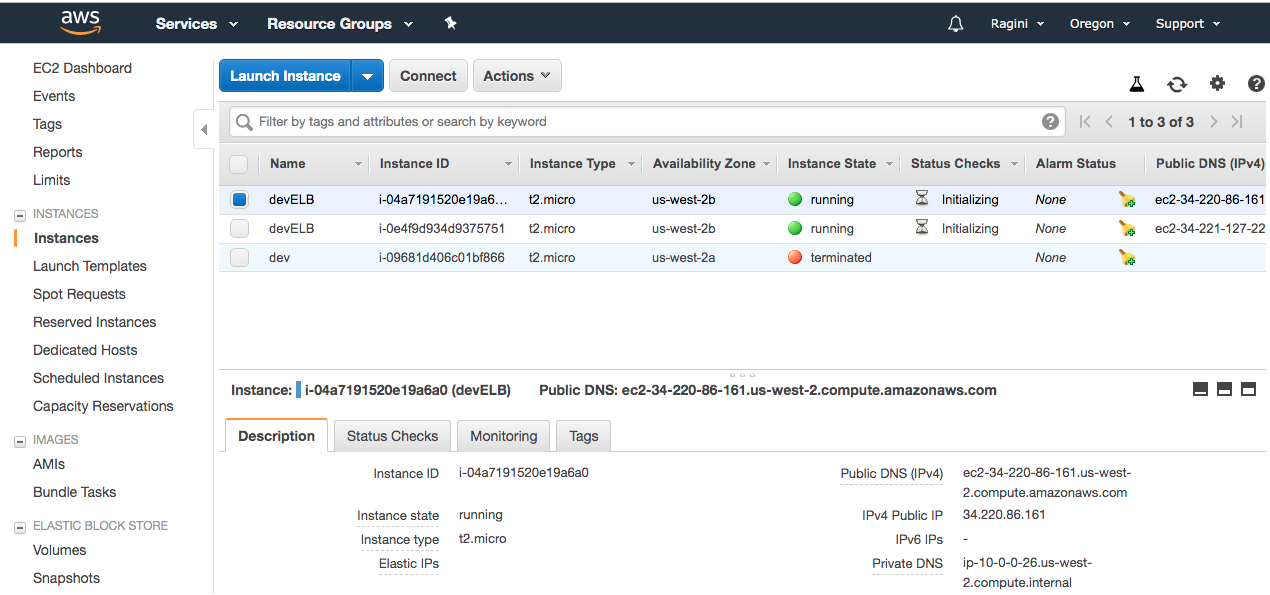 aws Services Resource Groups Ragini Oregon Support
EC2 Dashboard
Events
Tags
Reports
Limits
INSTANCES
Instances
Launch Templates
Spot Requests
Reserved Instances
Dedicated Hosts
Scheduled Instances
Capacity Reservations
IMAGES
AMIs
Bundle Tasks
ELASTIC BLOCK STORE
Volumes
Snapshots
Launch Instance Connect Actions
Filter by tags and attributes or search by keyword ? 1 to 3 of 3
Name Instance ID Instance Type Availability Zone Instance State Status Checks Alarm Status Public DNS (IPv4)
devELB i-04a7191520e19a6... t2.micro us-west-2b running Initializing None ec2-34-220-86-161
devELB i-0e4f9d934d9375751 t2.micro us-west-2b running Initializing None ec2-34-221-127-22
dev i-09681d406c01bf866 t2.micro us-west-2a terminated None
Instance: i-04a7191520e19a6a0 (devELB) Public DNS: ec2-34-220-86-161.us-west-2.compute.amazonaws.com
Description Status Checks Monitoring Tags
Instance ID i-04a7191520e19a6a0
Instance state running
Instance type t2.micro
Elastic IPs
Public DNS (IPv4) ec2-34-220-86-161.us-west-
2.compute.amazonaws.com
IPv4 Public IP 34.220.86.161
IPv6 IPs -
Private DNS ip-10-0-0-26.us-west-
2.compute.internal